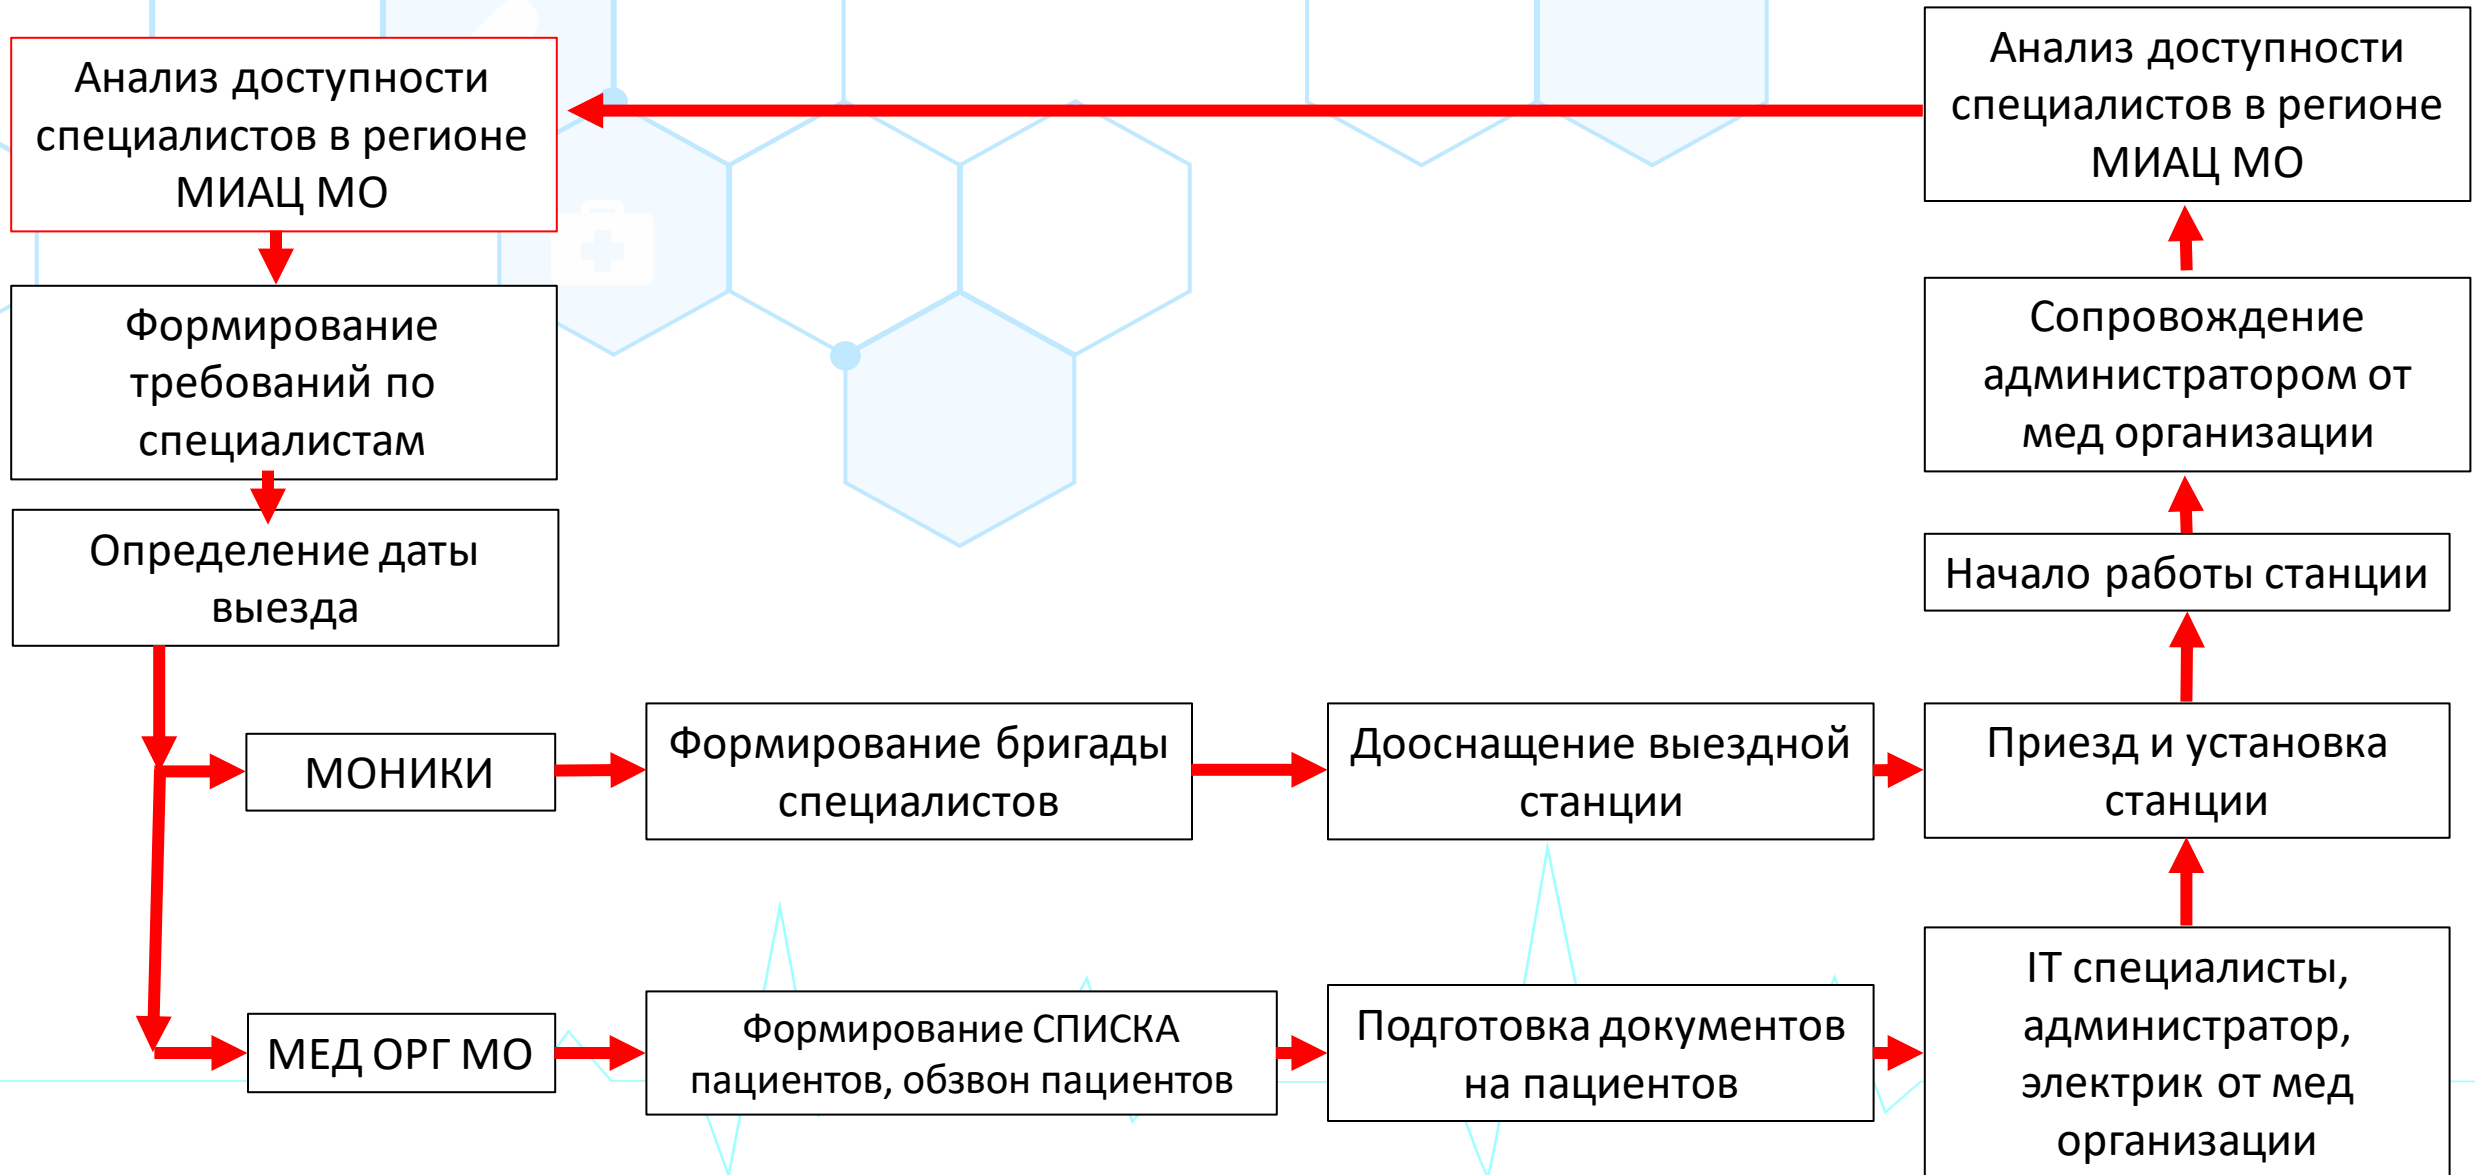 Анализ доступности
специалистов в регионе
МИАЦ МО
Формирование
требований по
специалистам
Определение даты
выезда
МОНИКИ
Формирование бригады
специалистов
Дооснащение выездной
станции
МЕД ОРГ МО
Формирование СПИСКА
пациентов, обзвон пациентов
Подготовка документов
на пациентов
IT специалисты,
администратор,
электрик от мед
организации
Приезд и установка
станции
Начало работы станции
Сопровождение
администратором от
мед организации
Анализ доступности
специалистов в регионе
МИАЦ МО